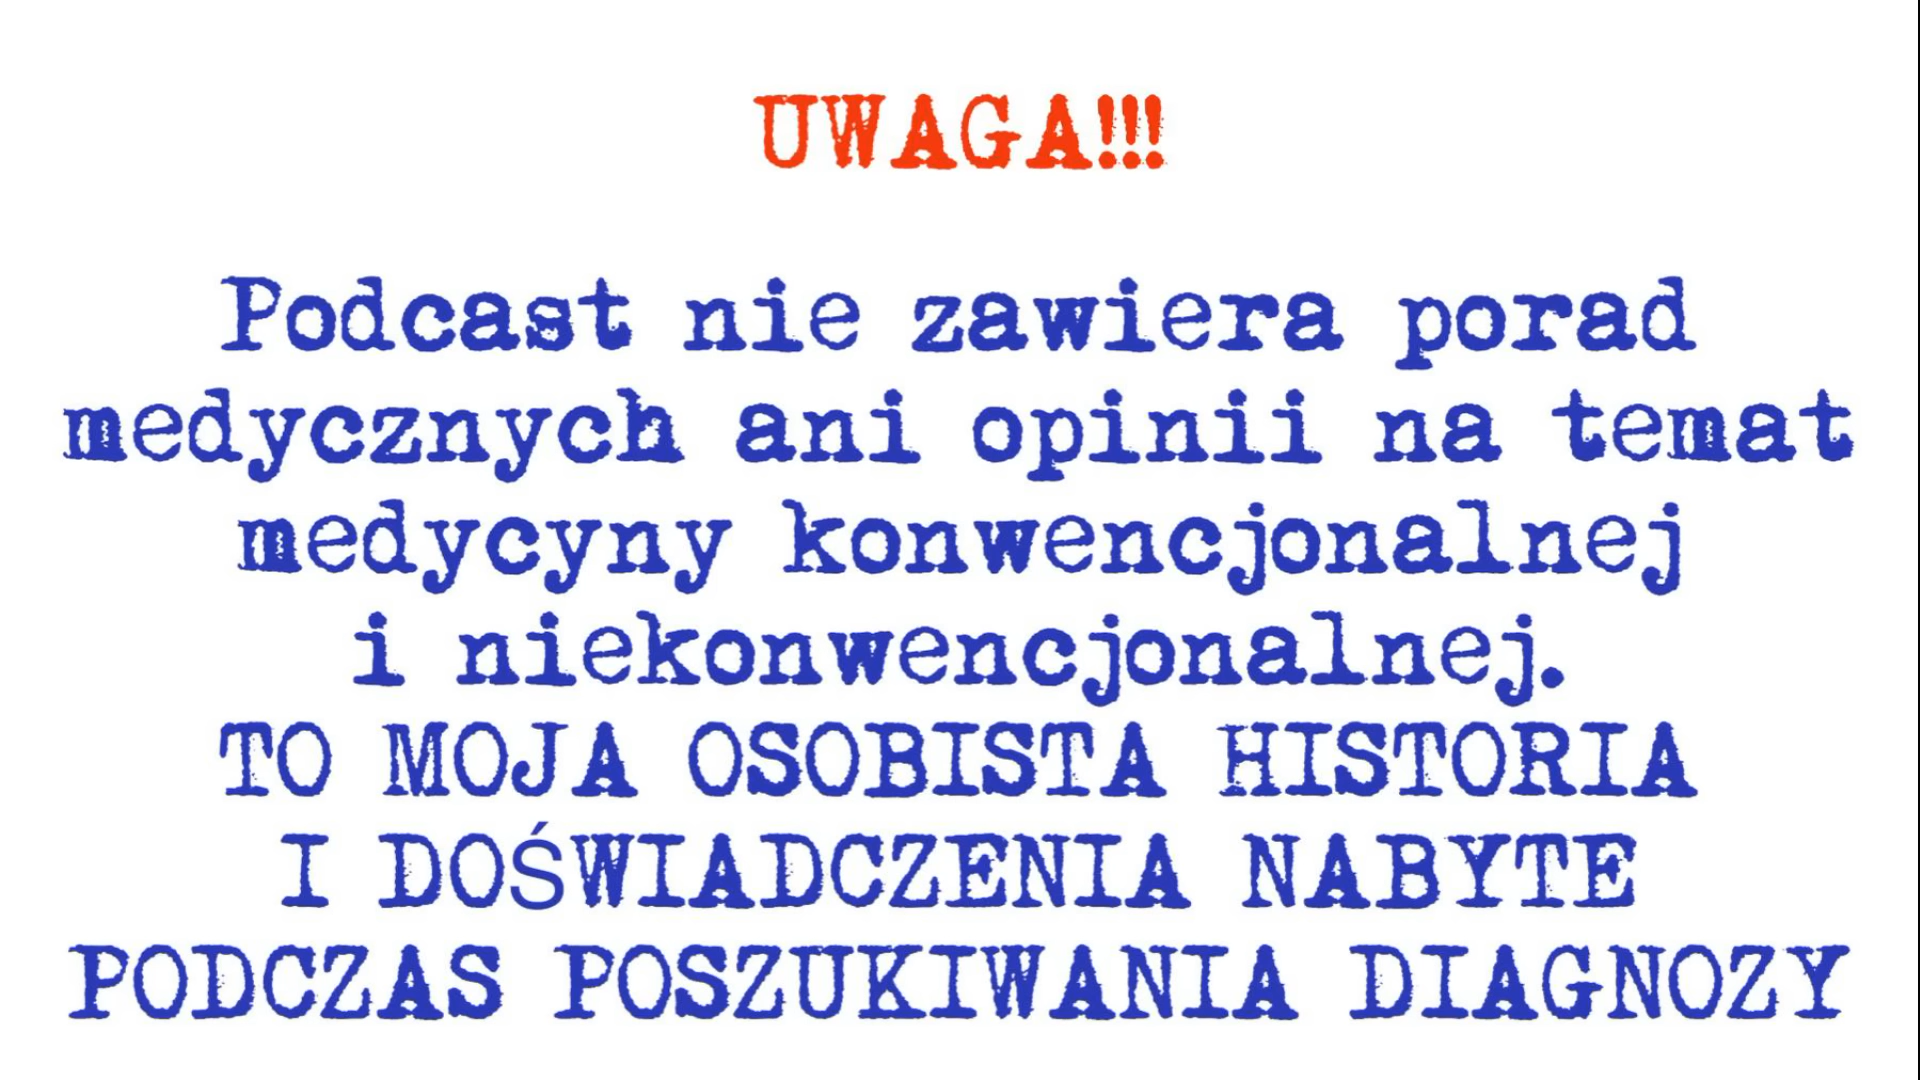 UWAGA!!!
Podcast nie zawiera porad
medycznych ani opinii na temat
medycyny konwencjonalnej
i niekonwencjonalnej.
TO MOJA OSOBISTA HISTORIA
I DOŚWIADCZENIA NABYTE
PODCZAS POSZUKIWANIA DIAGNOZY